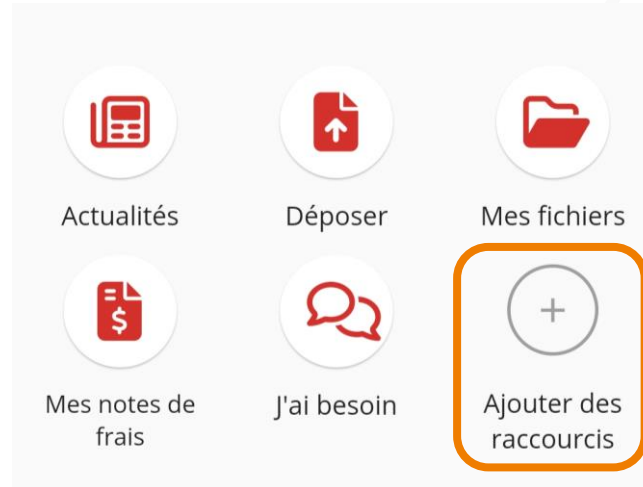 Actualités
Déposer
Mes fichiers
Mes notes de
frais
J'ai besoin
Ajouter des
raccourcis